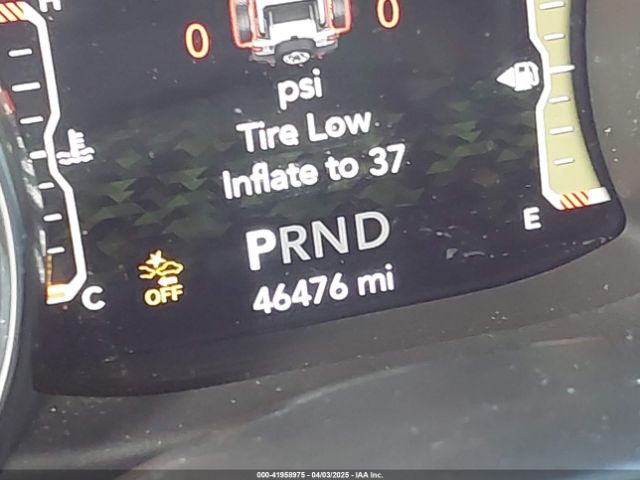 H
0 0
psi
Tire Low
Inflate to 37
E
PRND
C
OFF
46476 mi
000-41958975 - 04/03/2025 - IAA Inc.